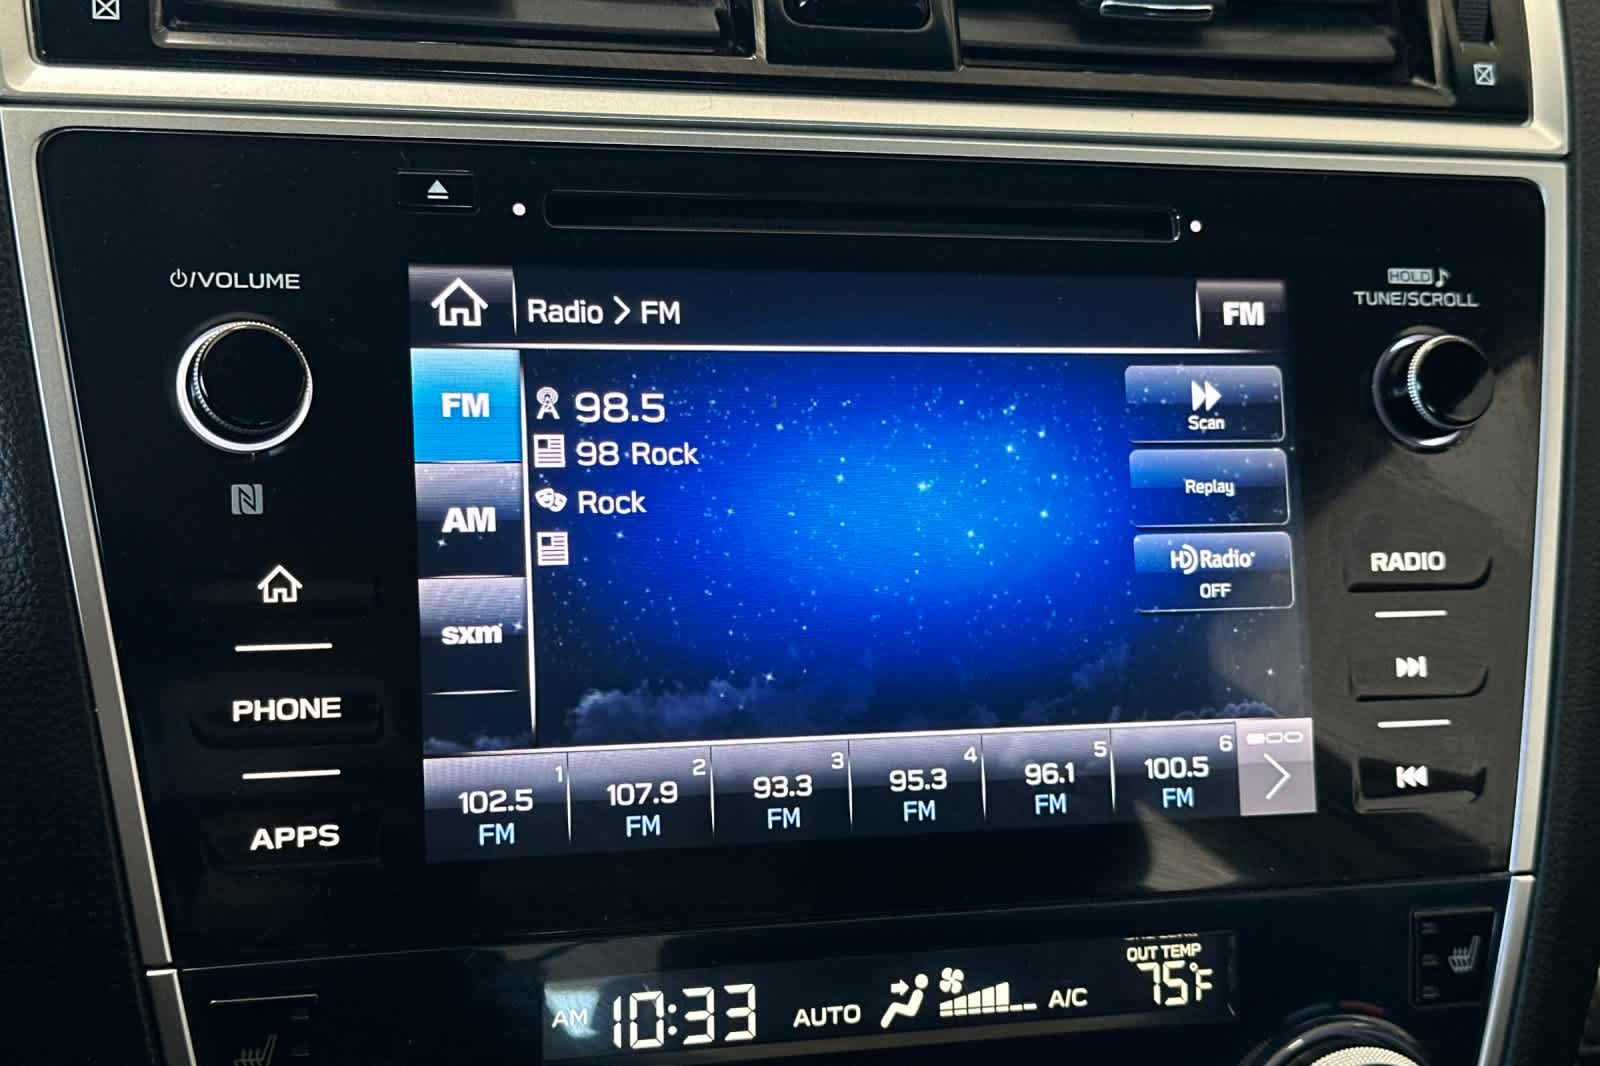 ⏻/VOLUME
HOLD ♪
TUNE/SCROLL
Radio > FM
FM
FM
98.5
Scan
98 Rock
Replay
Rock
AM
HD Radio
OFF
RADIO
sxm
PHONE
1 2 3 4 5 6
102.5 107.9 93.3 95.3 96.1 100.5
FM FM FM FM FM FM
APPS
OUT TEMP
AM 10:33 AUTO A/C 75°F